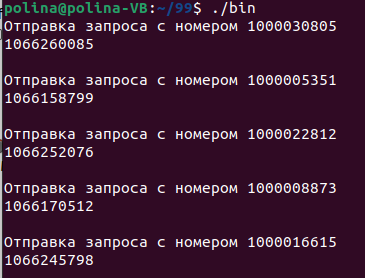 polina@polina-VB:~/99$ ./bin
Отправка запроса с номером 1000030805
1066260085
Отправка запроса с номером 1000005351
1066158799
Отправка запроса с номером 1000022812
1066252076
Отправка запроса с номером 1000008873
1066170512
Отправка запроса с номером 1000016615
1066245798